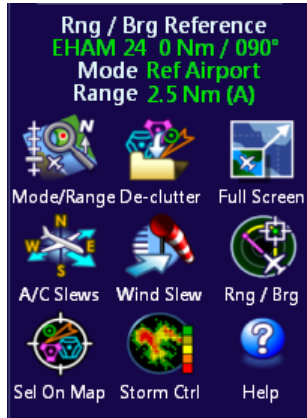 Rng / Brg Reference
EHAM 24 0 Nm / 090°
Mode Ref Airport
Range 2.5 Nm (A)
N
Mode/Range De-clutter Full Screen
N
W E
S
A/C Slews Wind Slew Rng / Brg
?
Sel On Map Storm Ctrl Help